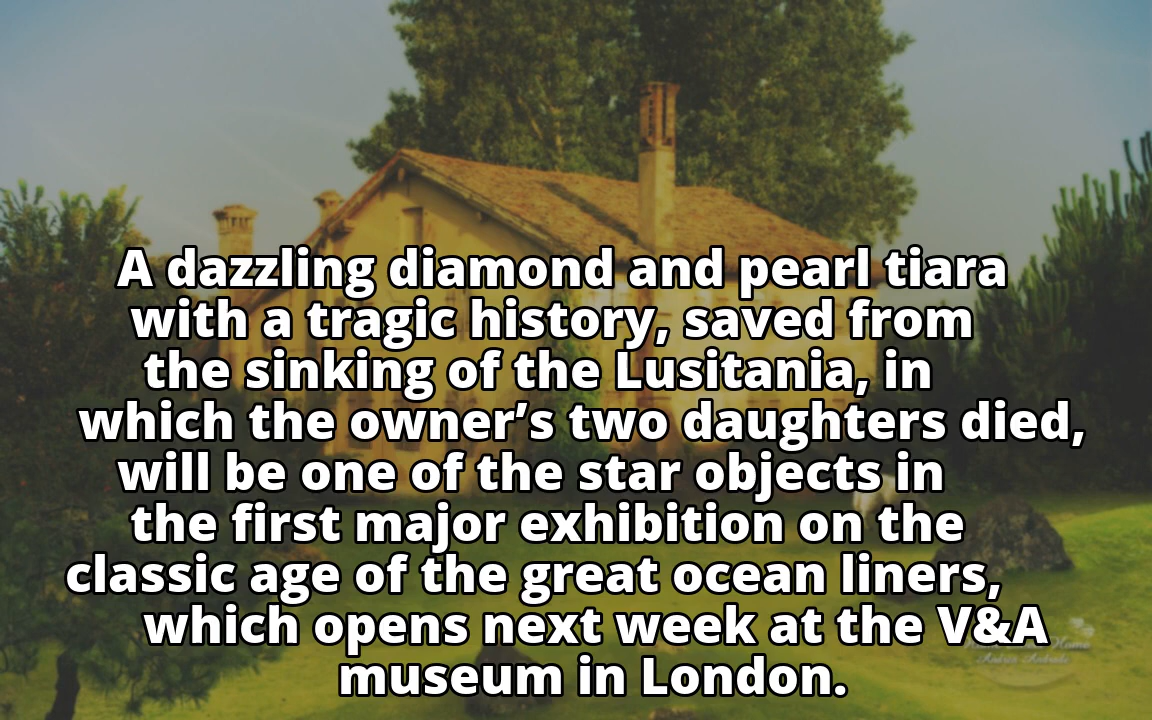 A dazzling diamond and pearl tiara
with a tragic history, saved from
the sinking of the Lusitania, in
which the owner’s two daughters died,
will be one of the star objects in
the first major exhibition on the
classic age of the great ocean liners,
which opens next week at the V&A
museum in London.